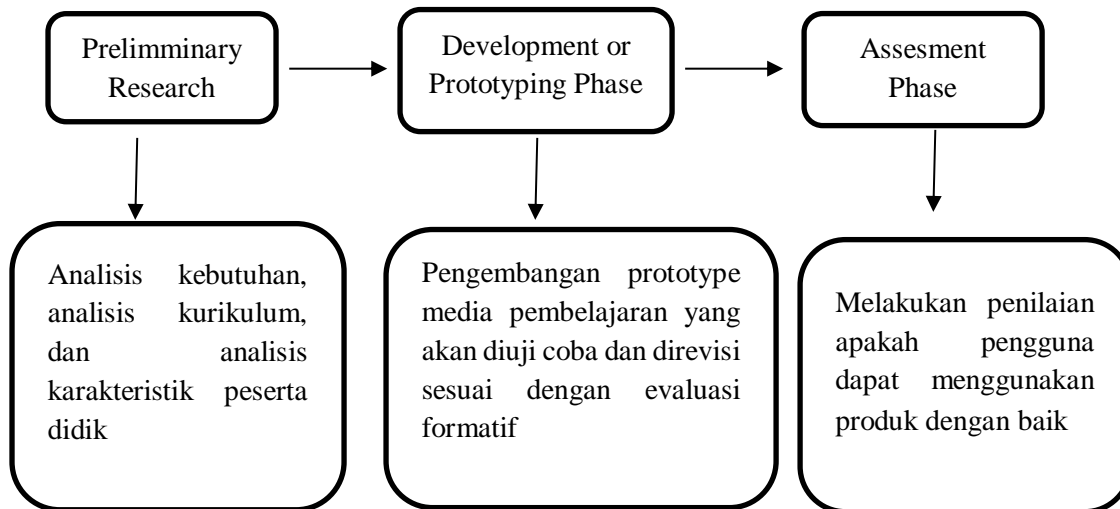 Prelimminary
Research
Development or
Prototyping Phase
Assesment
Phase
Analisis kebutuhan,
analisis kurikulum,
dan analisis
karakteristik peserta
didik
Pengembangan prototype
media pembelajaran yang
akan diuji coba dan direvisi
sesuai dengan evaluasi
formatif
Melakukan penilaian
apakah pengguna
dapat menggunakan
produk dengan baik